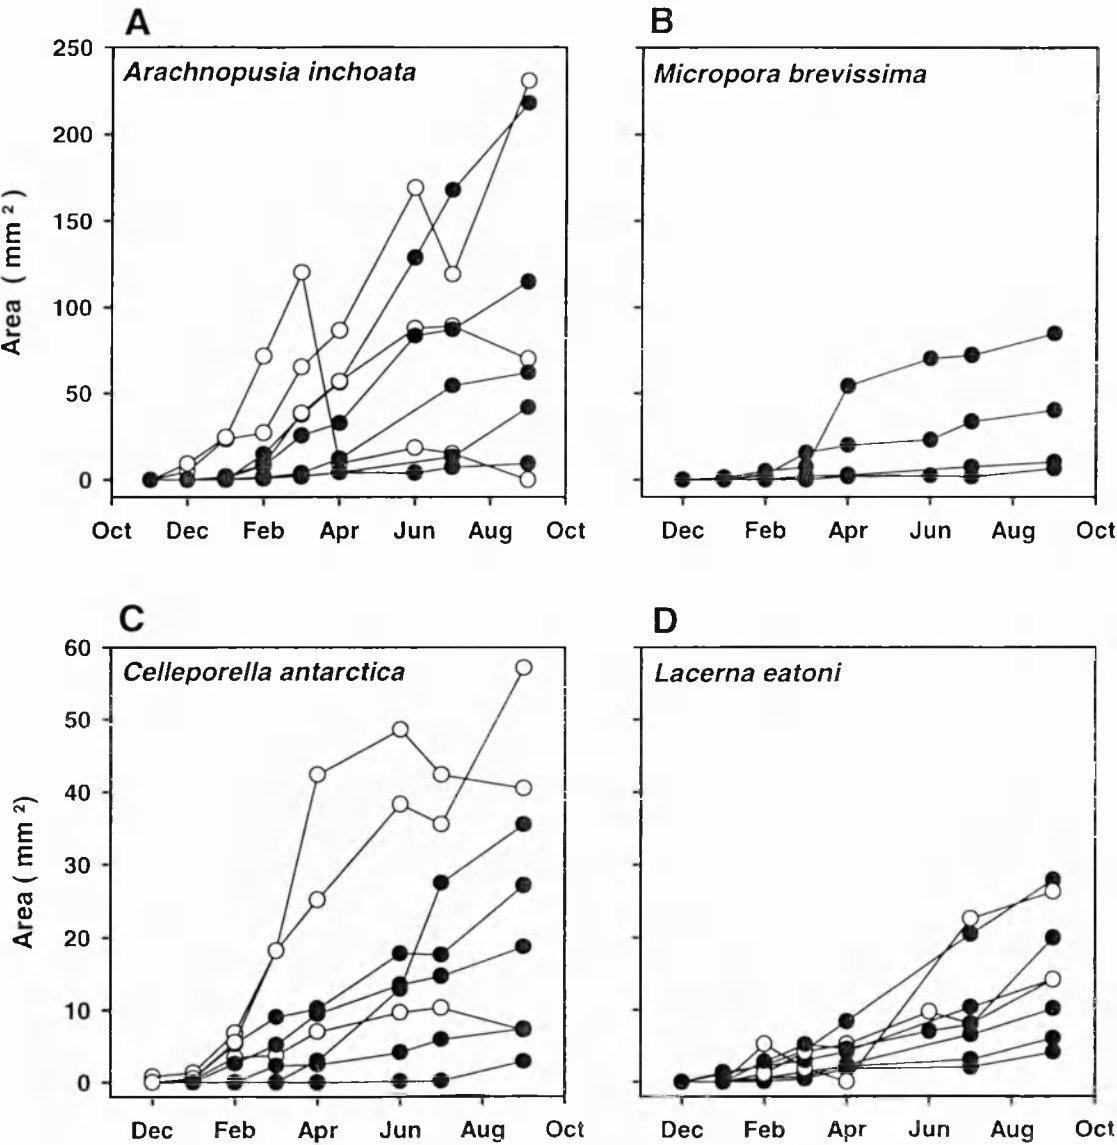 A
B
250
200
150
100
50
0
Area ( mm ² )
Arachnopusia inchoata
Micropora brevissima
Oct Dec Feb Apr Jun Aug Oct
Dec Feb Apr Jun Aug Oct
C
D
60
50
40
30
20
10
0
Area ( mm ²)
Celleporella antarctica
Lacerna eatoni
Dec Feb Apr Jun Aug Oct
Dec Feb Apr Jun Aug Oct